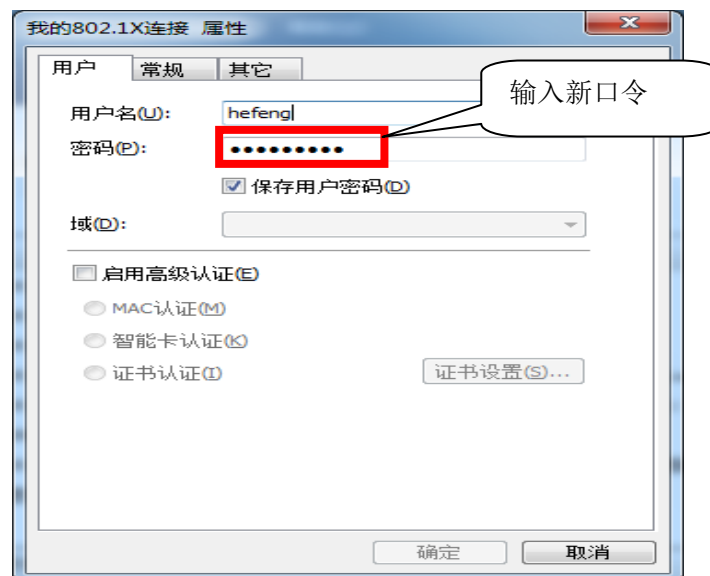 我的802.1X连接 属性
用户 常规 其它
输入新口令
用户名(U): hefeng
密码(P): ●●●●●●●●●
保存用户密码(D)
域(D):
启用高级认证(E)
MAC认证(M)
智能卡认证(K)
证书认证(I) 证书设置(S)...
确定 取消